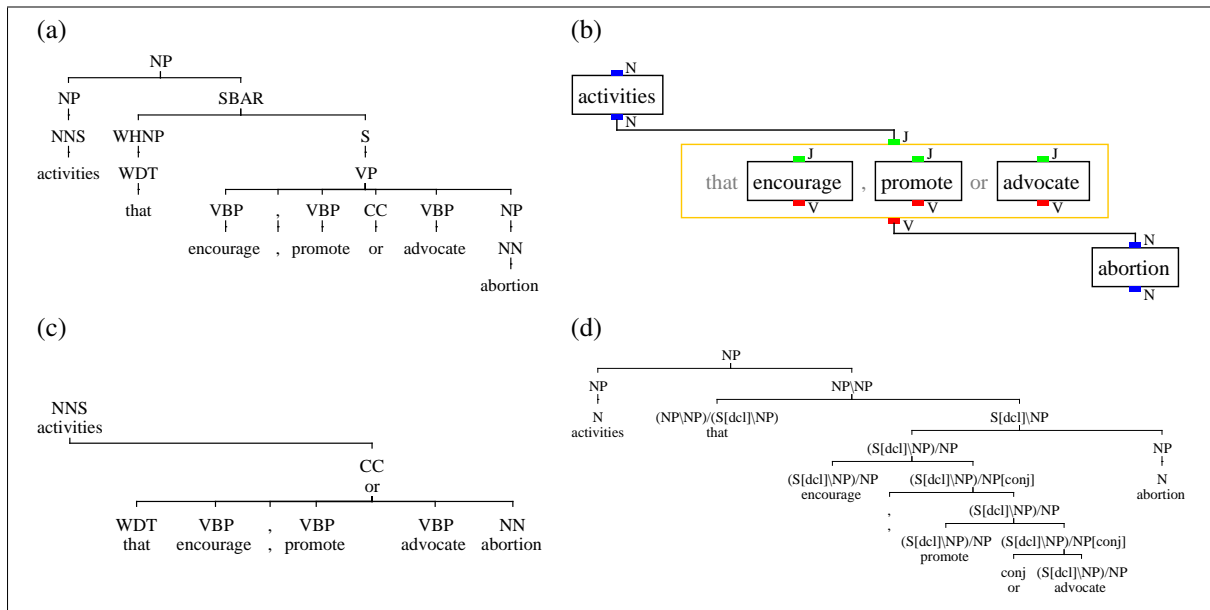 (a)
NP
NP SBAR
NNS WHNP S
activities WDT VP
that VBP , VBP CC VBP NP
encourage , promote or advocate NN
abortion
(b)
N
activities
N
J
J J J
that encourage , promote or advocate
V V V
V
N
abortion
N
(c)
NNS
activities
CC
or
WDT VBP , VBP VBP NN
that encourage , promote advocate abortion
(d)
NP
NP NP\NP
N (NP\NP)/(S[dcl]\NP) S[dcl]\NP
activities that
(S[dcl]\NP)/NP NP
(S[dcl]\NP)/NP (S[dcl]\NP)/NP[conj] N
encourage abortion
, (S[dcl]\NP)/NP
,
(S[dcl]\NP)/NP (S[dcl]\NP)/NP[conj]
promote
conj (S[dcl]\NP)/NP
or advocate